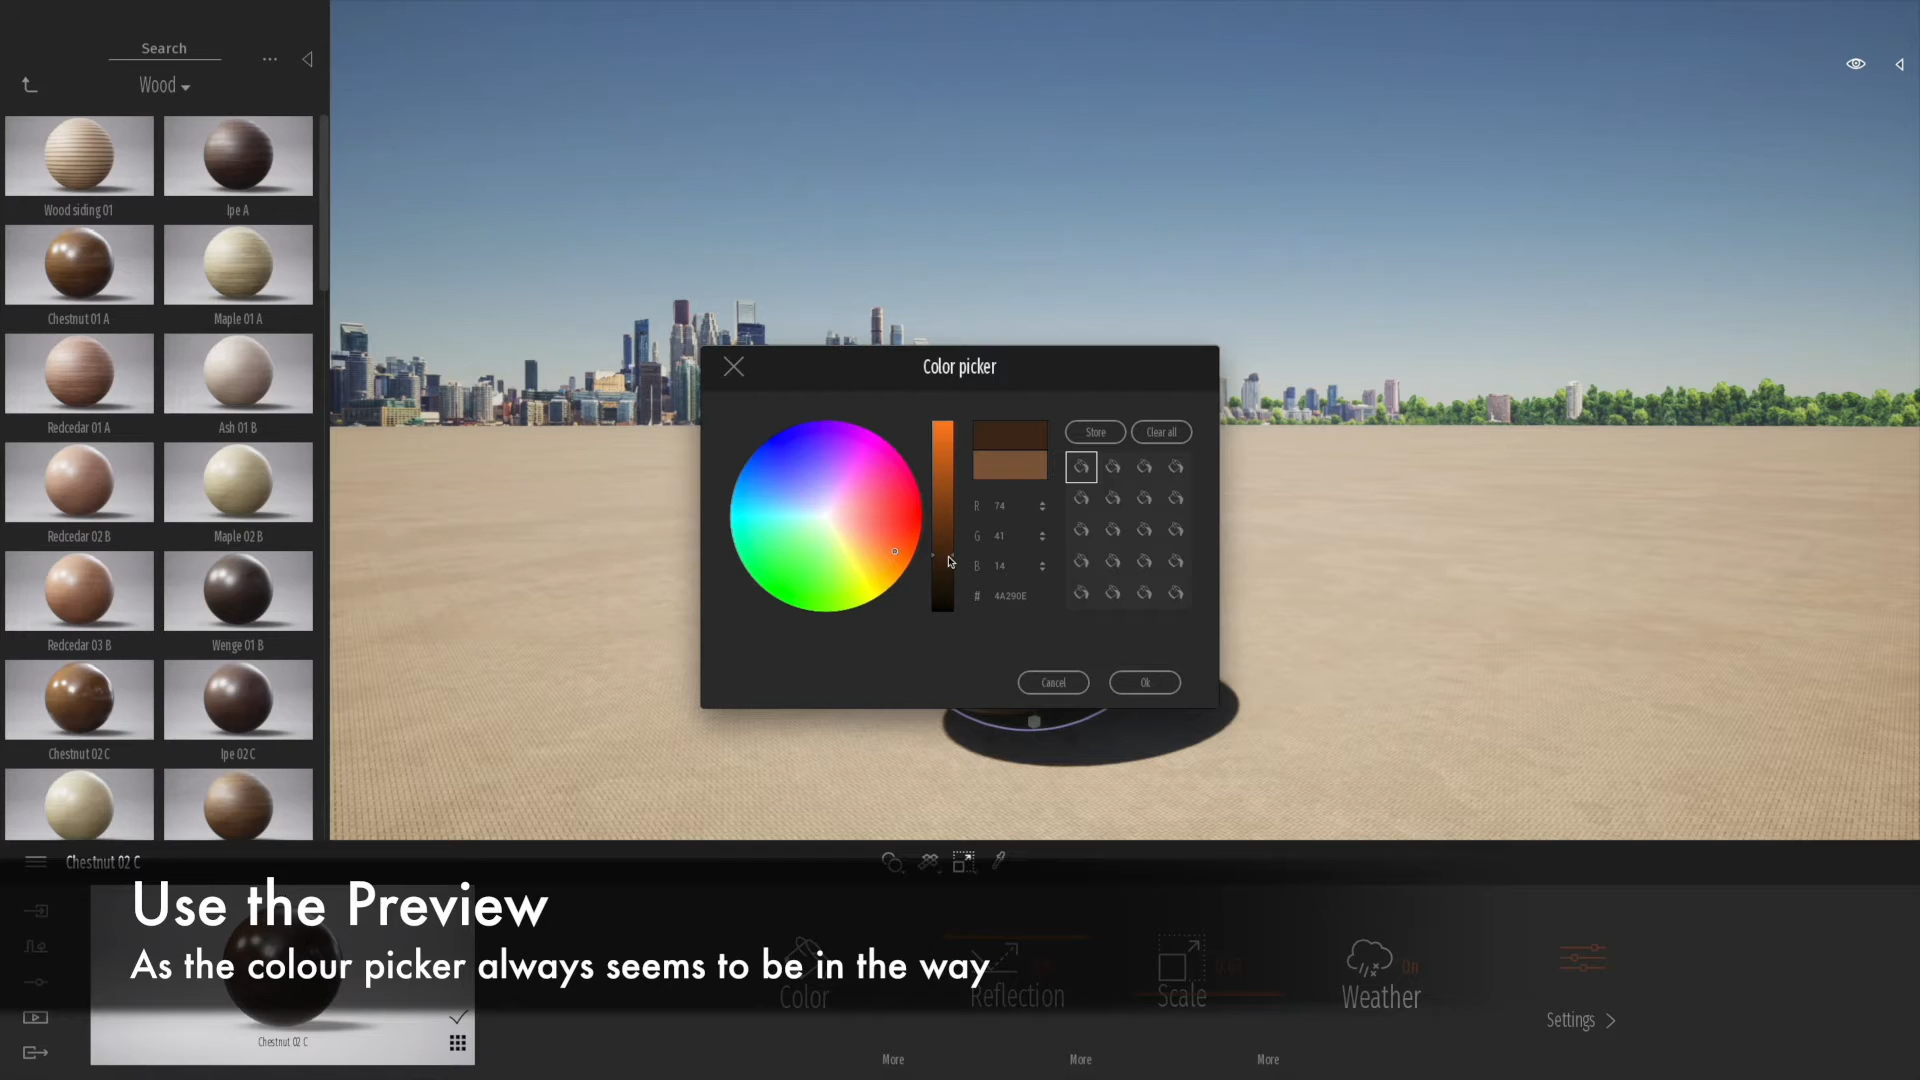 Search
...
Wood
Wood siding 01
Ipe A
Chestnut 01 A
Maple 01 A
Redcedar 01 A
Ash 01 B
Redcedar 02 B
Maple 02 B
Redcedar 03 B
Wenge 01 B
Chestnut 02 C
Ipe 02 C
Color picker
Store
Clear all
R 74
G 41
B 14
# 4A290E
Cancel
Ok
Chestnut 02 C
Use the Preview
As the colour picker always seems to be in the way
Chestnut 02 C
Color
Reflection
Scale
On
Weather
Settings
More
More
More